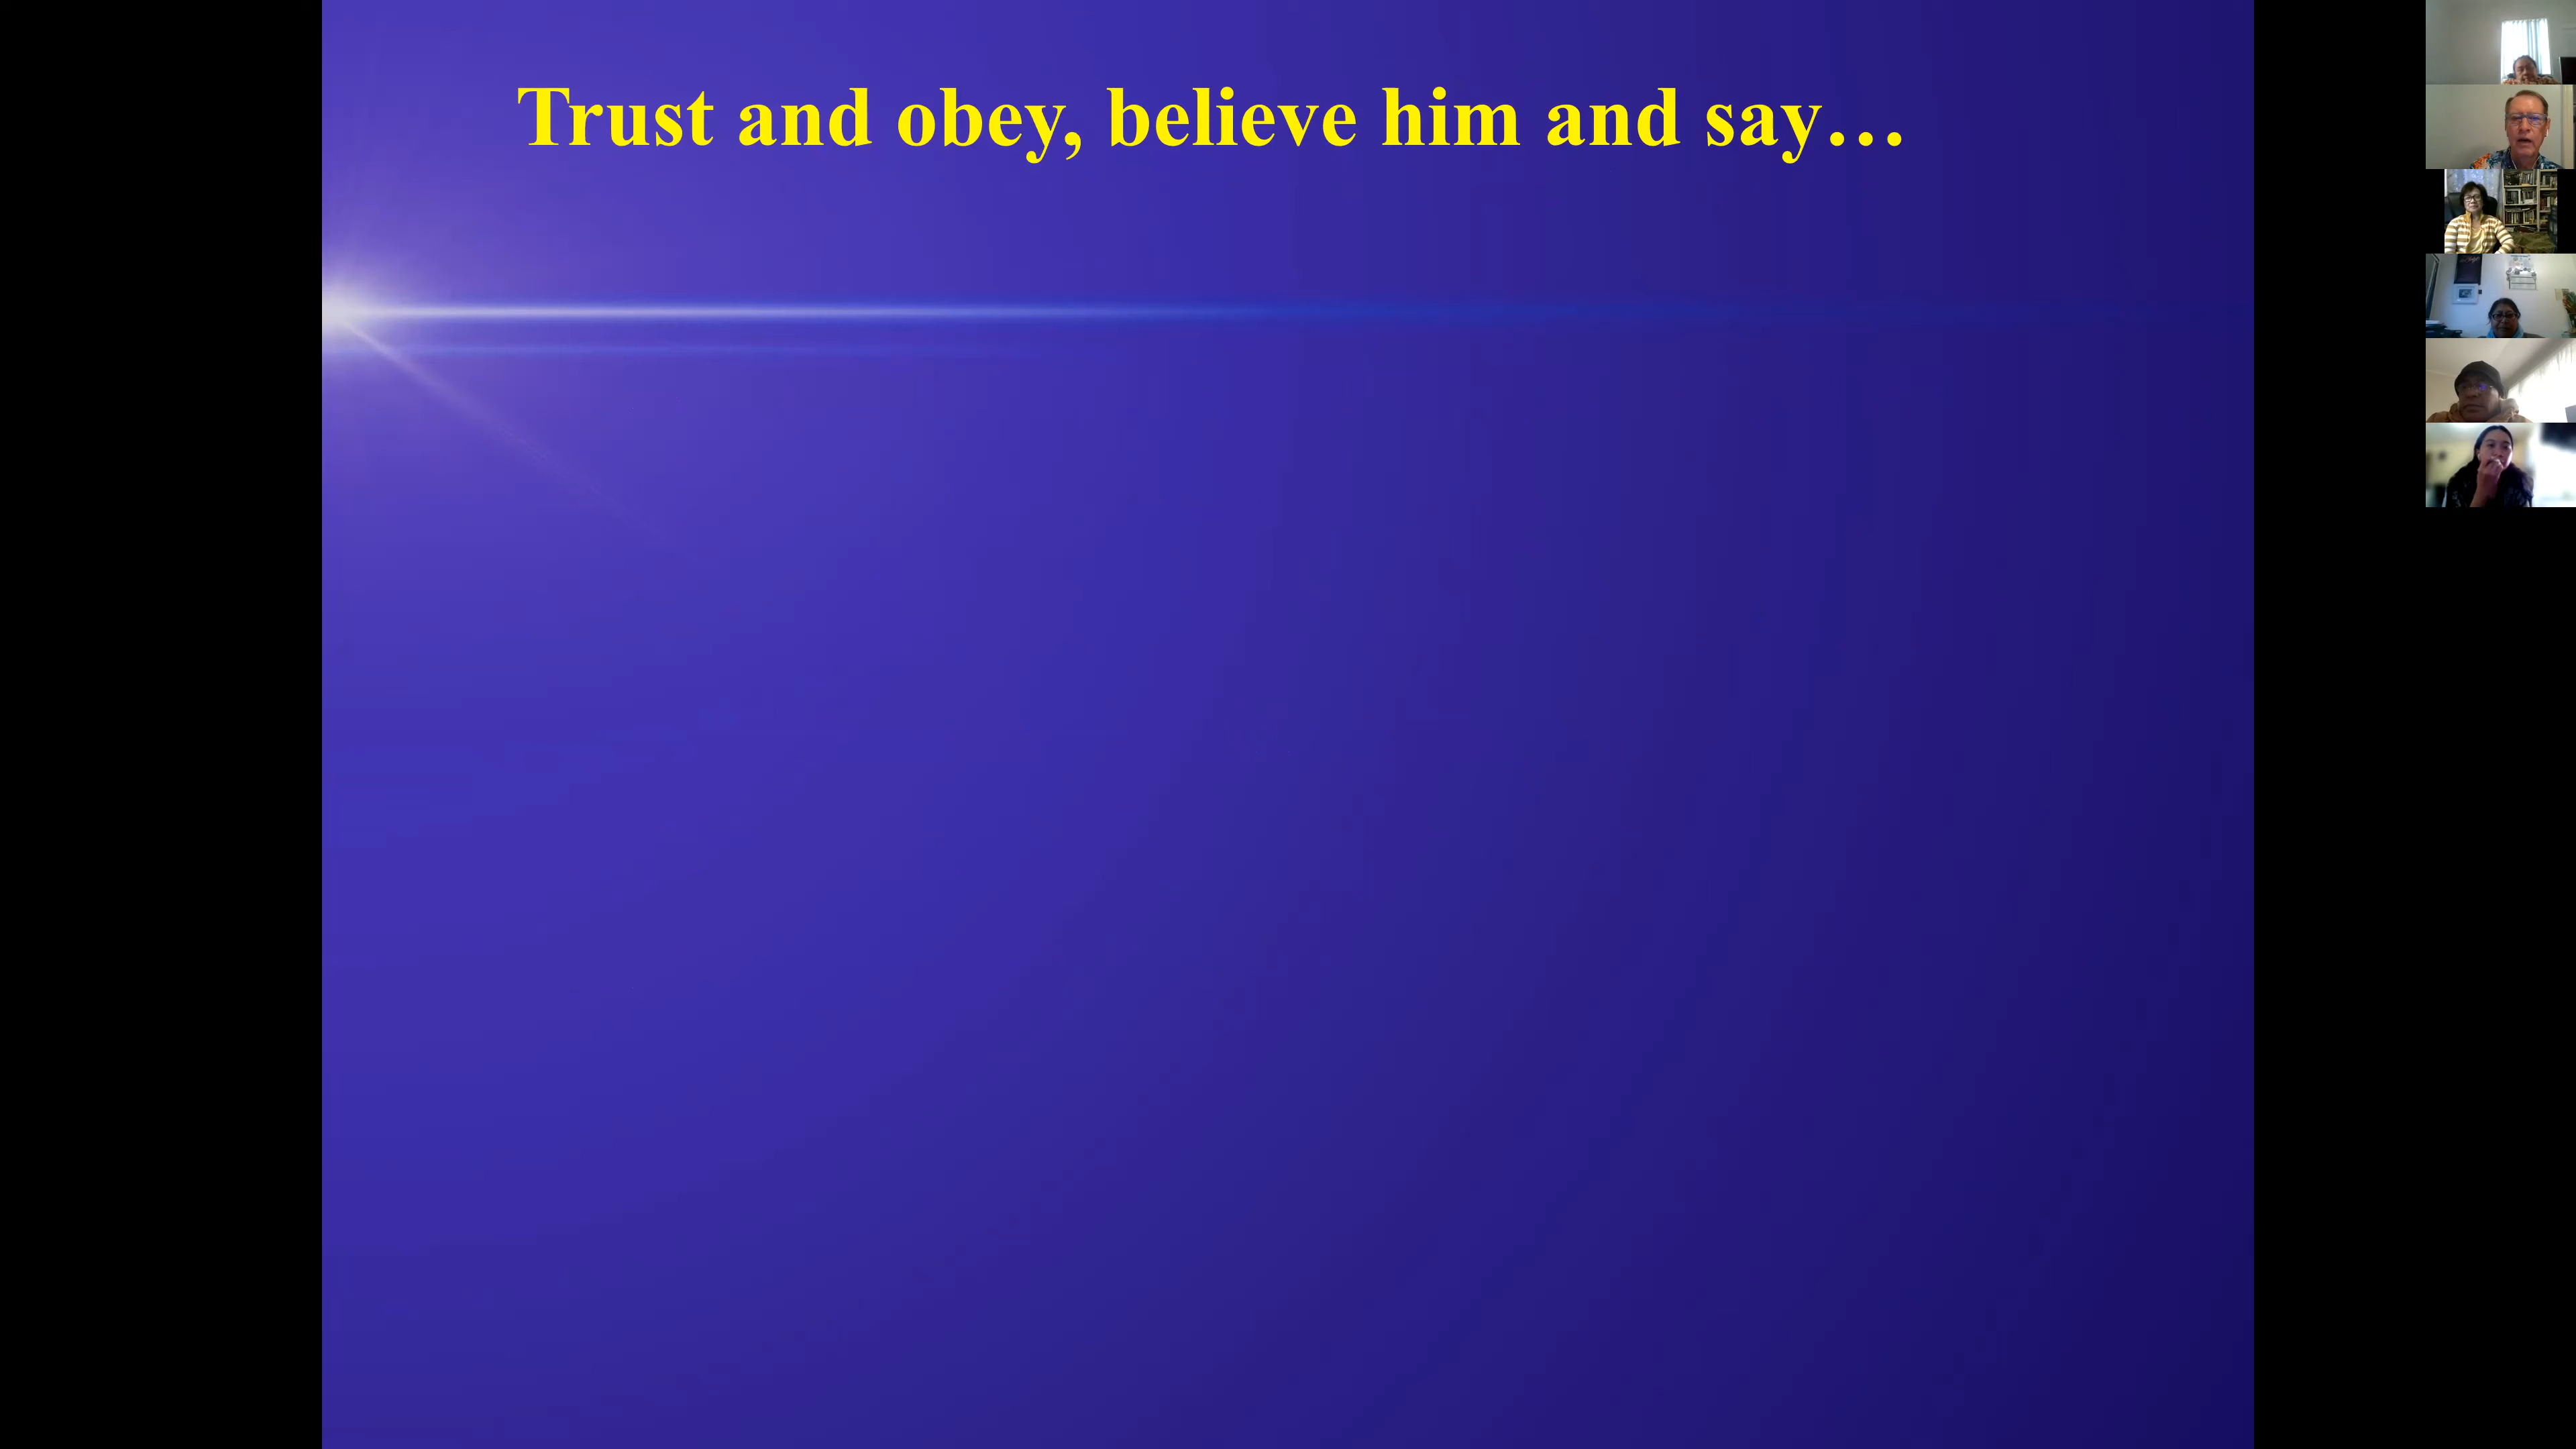 Trust and obey, believe him and say…